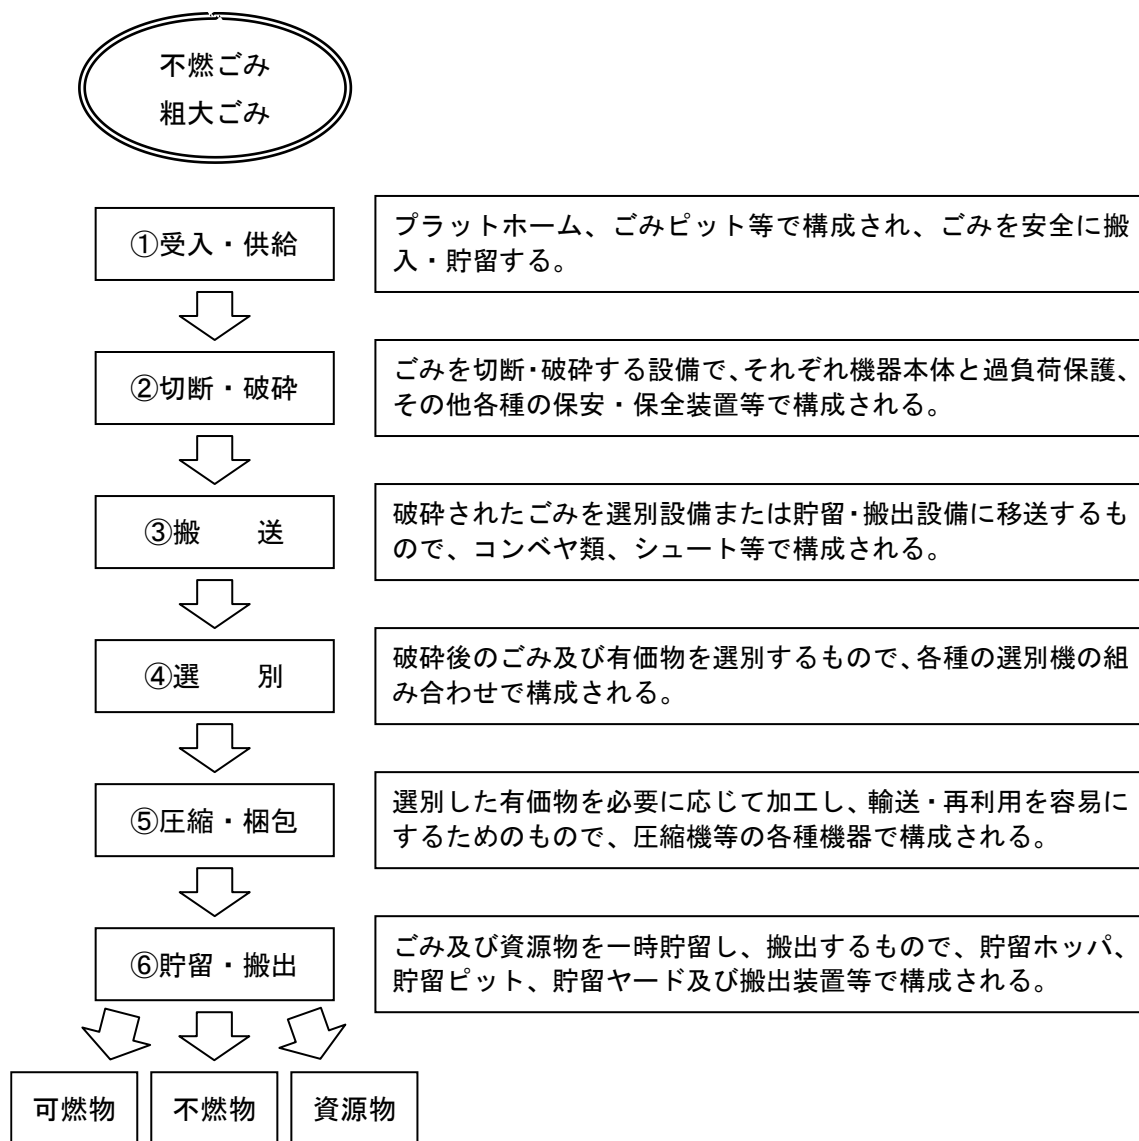 不燃ごみ
粗大ごみ
①受入・供給
プラットホーム、ごみピット等で構成され、ごみを安全に搬
入・貯留する。
②切断・破砕
ごみを切断・破砕する設備で、それぞれ機器本体と過負荷保護、
その他各種の保安・保全装置等で構成される。
③搬　　送
破砕されたごみを選別設備または貯留・搬出設備に移送するも
ので、コンベヤ類、シュート等で構成される。
④選　　別
破砕後のごみ及び有価物を選別するもので、各種の選別機の組
み合わせで構成される。
⑤圧縮・梱包
選別した有価物を必要に応じて加工し、輸送・再利用を容易に
するためのもので、圧縮機等の各種機器で構成される。
⑥貯留・搬出
ごみ及び資源物を一時貯留し、搬出するもので、貯留ホッパ、
貯留ピット、貯留ヤード及び搬出装置等で構成される。
可燃物
不燃物
資源物